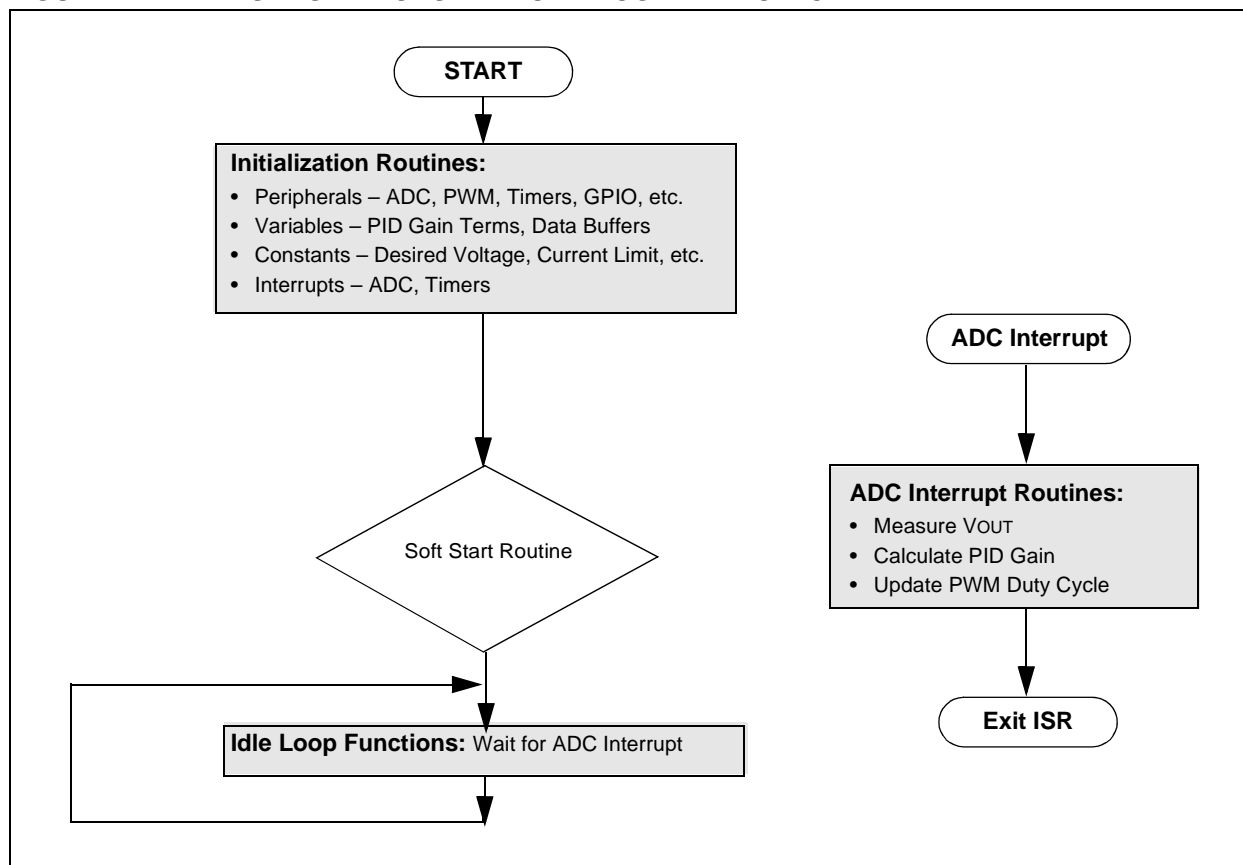 START
Initialization Routines:
• Peripherals – ADC, PWM, Timers, GPIO, etc.
• Variables – PID Gain Terms, Data Buffers
• Constants – Desired Voltage, Current Limit, etc.
• Interrupts – ADC, Timers
Soft Start Routine
Idle Loop Functions: Wait for ADC Interrupt
ADC Interrupt
ADC Interrupt Routines:
• Measure VOUT
• Calculate PID Gain
• Update PWM Duty Cycle
Exit ISR